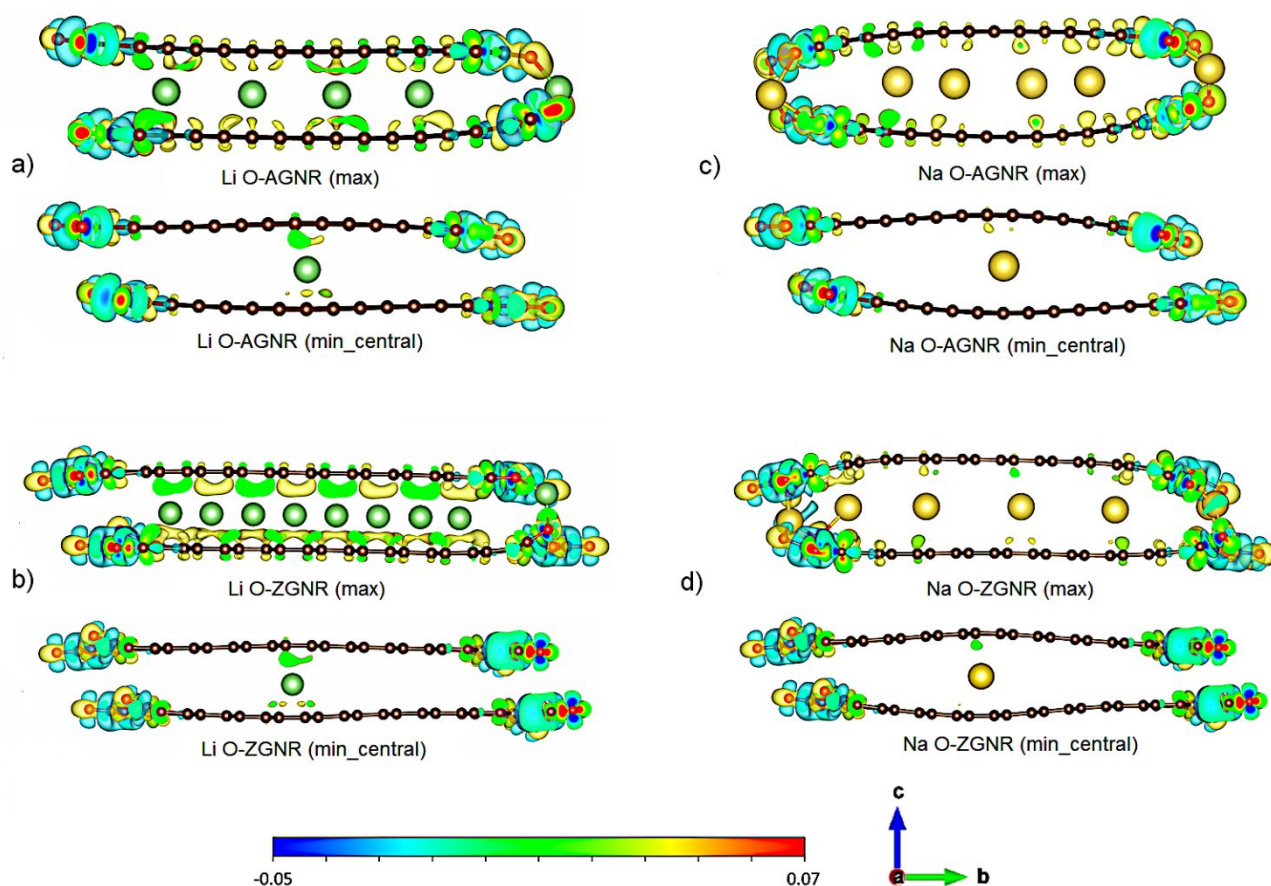 a)
Li O-AGNR (max)
Li O-AGNR (min_central)
c)
Na O-AGNR (max)
Na O-AGNR (min_central)
b)
Li O-ZGNR (max)
Li O-ZGNR (min_central)
d)
Na O-ZGNR (max)
Na O-ZGNR (min_central)
-0.05
0.07
c
a
b